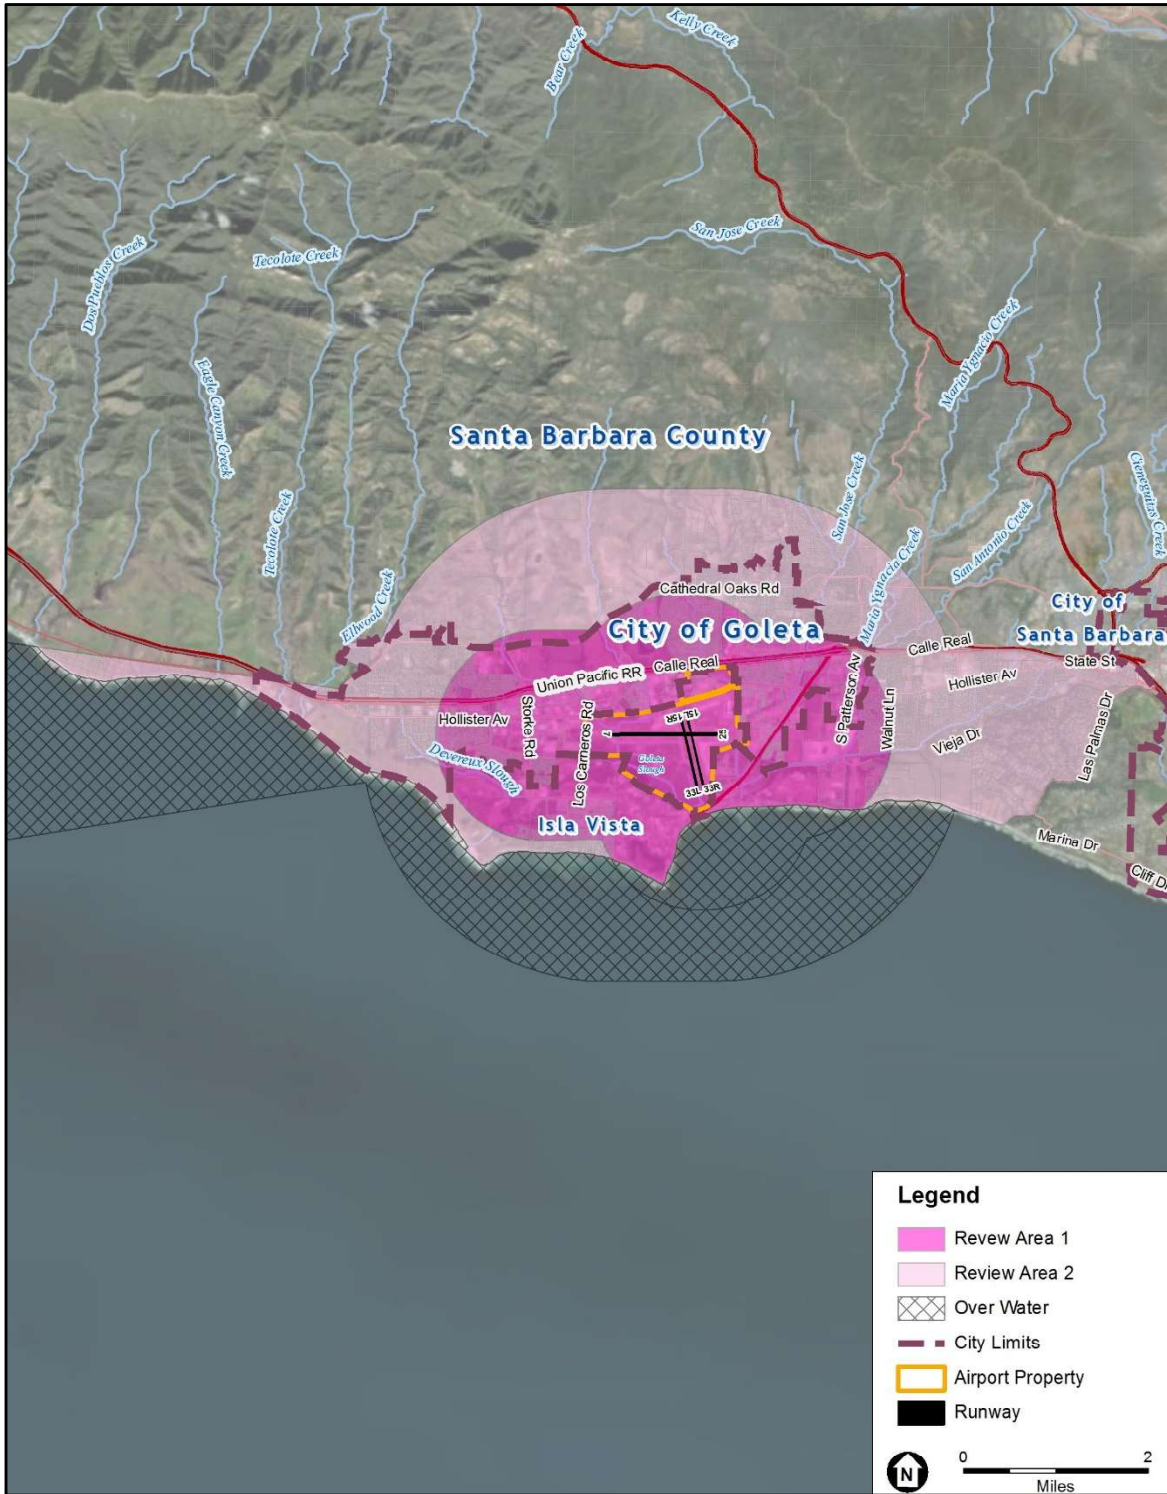 Kelly Creek
Bear Creek
San Jose Creek
Tecolote Creek
Dos Pueblos Creek
Maria Ygnacio Creek
Eagle Canyon Creek
Santa Barbara County
Cieneguitas Creek
San Jose Creek
Tecolote Creek
San Antonio Creek
Maria Ygnacia Creek
Ellwood Creek
Cathedral Oaks Rd
City of
Santa Barbara
City of Goleta
Calle Real
State St
Union Pacific RR
Calle Real
Hollister Av
S Patterson Av
Walnut Ln
Hollister Av
Storke Rd
Los Carneros Rd
15L 15R
7
25
Vieja Dr
Las Palmas Dr
Devereux Slough
Goleta
Slough
33L 33R
Isla Vista
Marina Dr
Cliff Dr
Legend
Revew Area 1
Review Area 2
Over Water
City Limits
Airport Property
Runway
N
0 2
Miles